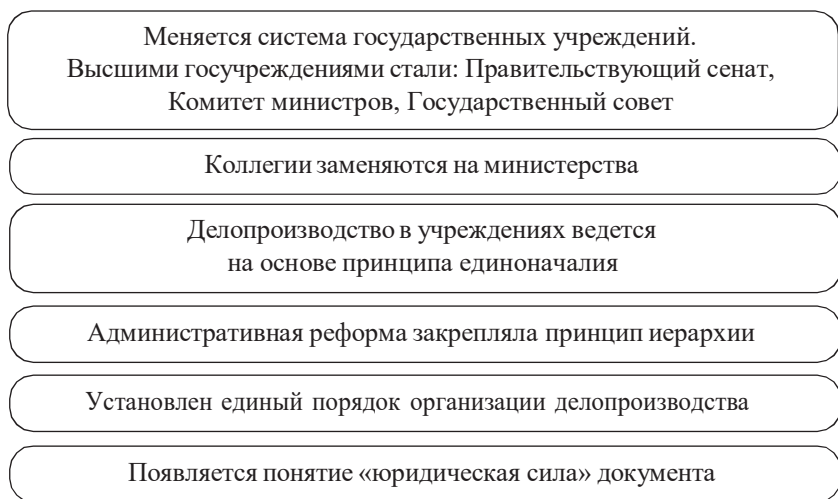 Меняется система государственных учреждений.
Высшими госучреждениями стали: Правительствующий сенат,
Комитет министров, Государственный совет
Коллегии заменяются на министерства
Делопроизводство в учреждениях ведется
на основе принципа единоначалия
Административная реформа закрепляла принцип иерархии
Установлен единый порядок организации делопроизводства
Появляется понятие «юридическая сила» документа